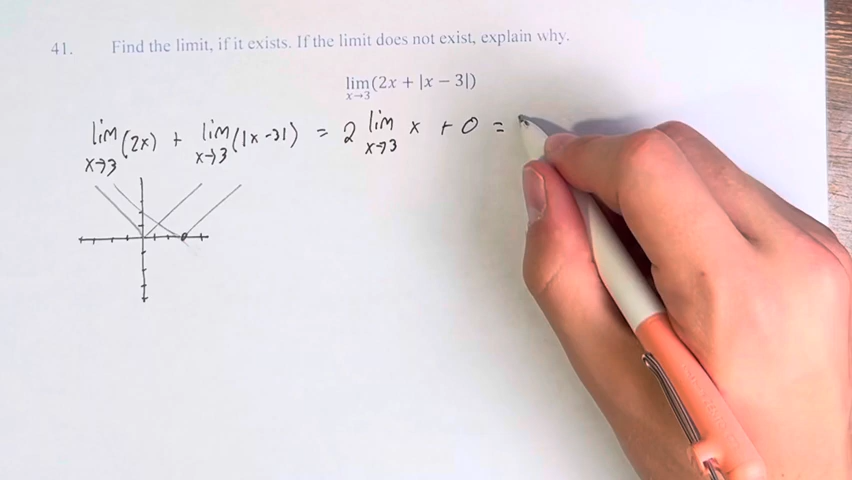 41. Find the limit, if it exists. If the limit does not exist, explain why.
lim (2x + |x − 3|)
x→3
lim (2x) + lim (|x-3|) = 2 lim x + 0 =
x→3 x→3 x→3